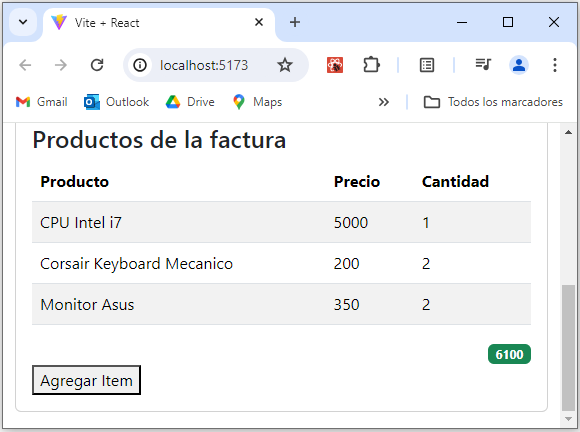 Vite + React
localhost:5173
Gmail
Outlook
Drive
Maps
Todos los marcadores
Productos de la factura
Producto Precio Cantidad
CPU Intel i7 5000 1
Corsair Keyboard Mecanico 200 2
Monitor Asus 350 2
6100
Agregar Item